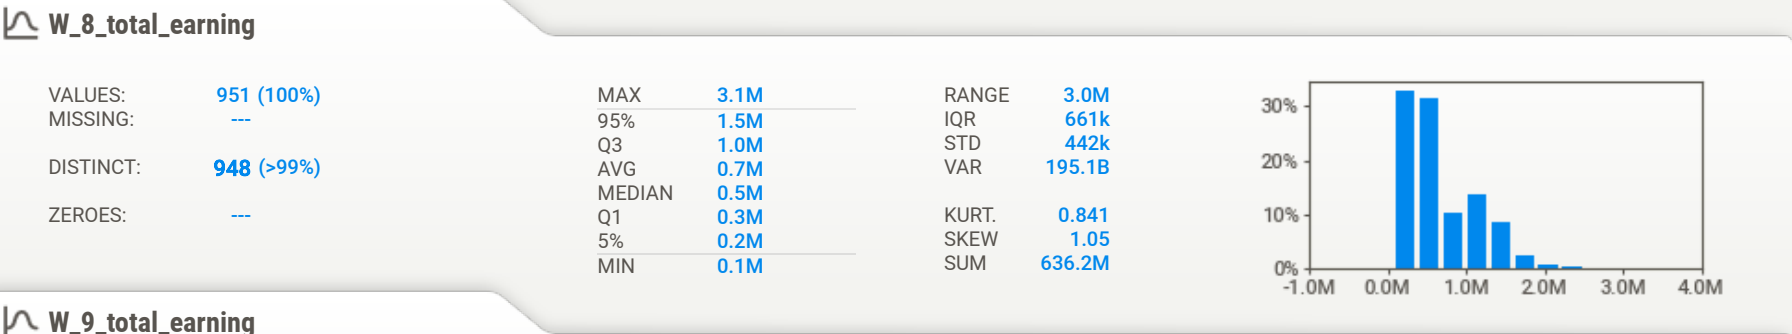 W_8_total_earning
VALUES: 951 (100%)
MISSING: ---
DISTINCT: 948 (>99%)
ZEROES: ---
MAX 3.1M
95% 1.5M
Q3 1.0M
AVG 0.7M
MEDIAN 0.5M
Q1 0.3M
5% 0.2M
MIN 0.1M
RANGE 3.0M
IQR 661k
STD 442k
VAR 195.1B
KURT. 0.841
SKEW 1.05
SUM 636.2M
30%
20%
10%
0%
-1.0M 0.0M 1.0M 2.0M 3.0M 4.0M
W_9_total_earning